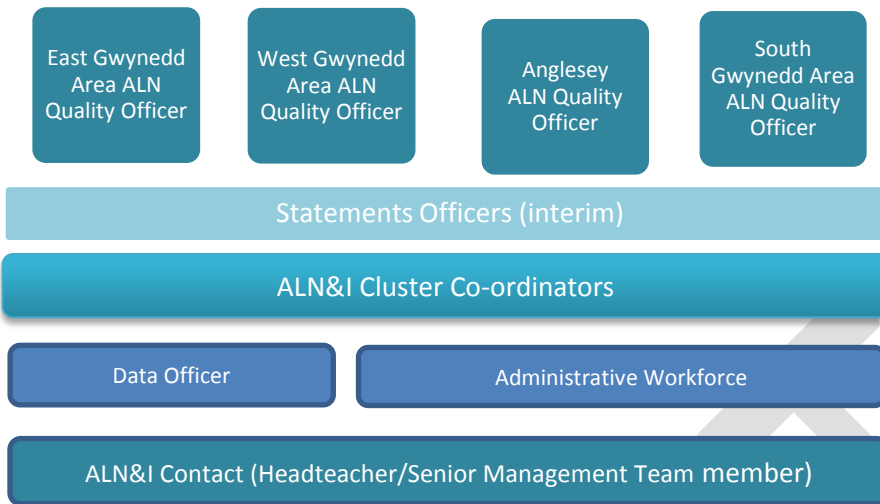 East Gwynedd
Area ALN
Quality Officer
West Gwynedd
Area ALN
Quality Officer
Anglesey
ALN Quality
Officer
South
Gwynedd Area
ALN Quality
Officer
Statements Officers (interim)
ALN&I Cluster Co-ordinators
Data Officer
Administrative Workforce
ALN&I Contact (Headteacher/Senior Management Team member)